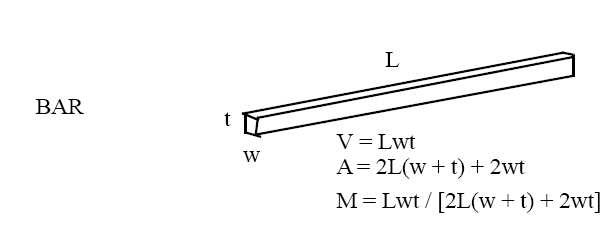 L
BAR
t
w
V = Lwt
A = 2L(w + t) + 2wt
M = Lwt / [2L(w + t) + 2wt]